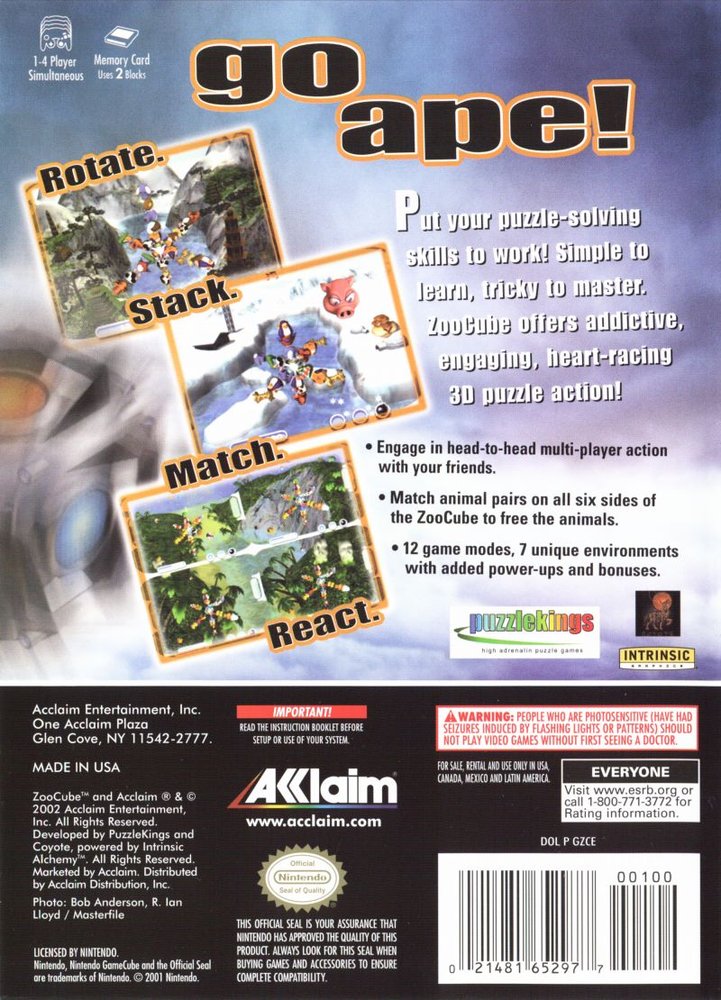 1-4 Player
Simultaneous
Memory Card
Uses 2 Blocks
go
ape!
Rotate.
Stack.
Match.
React.
Put your puzzle-solving
skills to work! Simple to
learn, tricky to master.
ZooCube offers addictive,
engaging, heart-racing
3D puzzle action!
• Engage in head-to-head multi-player action
with your friends.
• Match animal pairs on all six sides of
the ZooCube to free the animals.
• 12 game modes, 7 unique environments
with added power-ups and bonuses.
puzzlekings
high adrenalin puzzle games
INTRINSIC
Acclaim Entertainment, Inc.
One Acclaim Plaza
Glen Cove, NY 11542-2777.
MADE IN USA
ZooCube™ and Acclaim ® & ©
2002 Acclaim Entertainment,
Inc. All Rights Reserved.
Developed by PuzzleKings and
Coyote, powered by Intrinsic
Alchemy™. All Rights Reserved.
Marketed by Acclaim. Distributed
by Acclaim Distribution, Inc.
Photo: Bob Anderson, R. Ian
Lloyd / Masterfile
LICENSED BY NINTENDO.
Nintendo, Nintendo GameCube and the Official Seal
are trademarks of Nintendo. © 2001 Nintendo.
IMPORTANT!
READ THE INSTRUCTION BOOKLET BEFORE
SETUP OR USE OF YOUR SYSTEM.
AKKlaim®
www.acclaim.com
Official
Nintendo
Seal of Quality
THIS OFFICIAL SEAL IS YOUR ASSURANCE THAT
NINTENDO HAS APPROVED THE QUALITY OF THIS
PRODUCT. ALWAYS LOOK FOR THIS SEAL WHEN
BUYING GAMES AND ACCESSORIES TO ENSURE
COMPLETE COMPATIBILITY.
WARNING: PEOPLE WHO ARE PHOTOSENSITIVE (HAVE HAD
SEIZURES INDUCED BY FLASHING LIGHTS OR PATTERNS) SHOULD
NOT PLAY VIDEO GAMES WITHOUT FIRST SEEING A DOCTOR.
FOR SALE, RENTAL AND USE ONLY IN USA,
CANADA, MEXICO AND LATIN AMERICA.
EVERYONE
Visit www.esrb.org or
call 1-800-771-3772 for
Rating information.
DOL P GZCE
00100
0 21481 65297 7